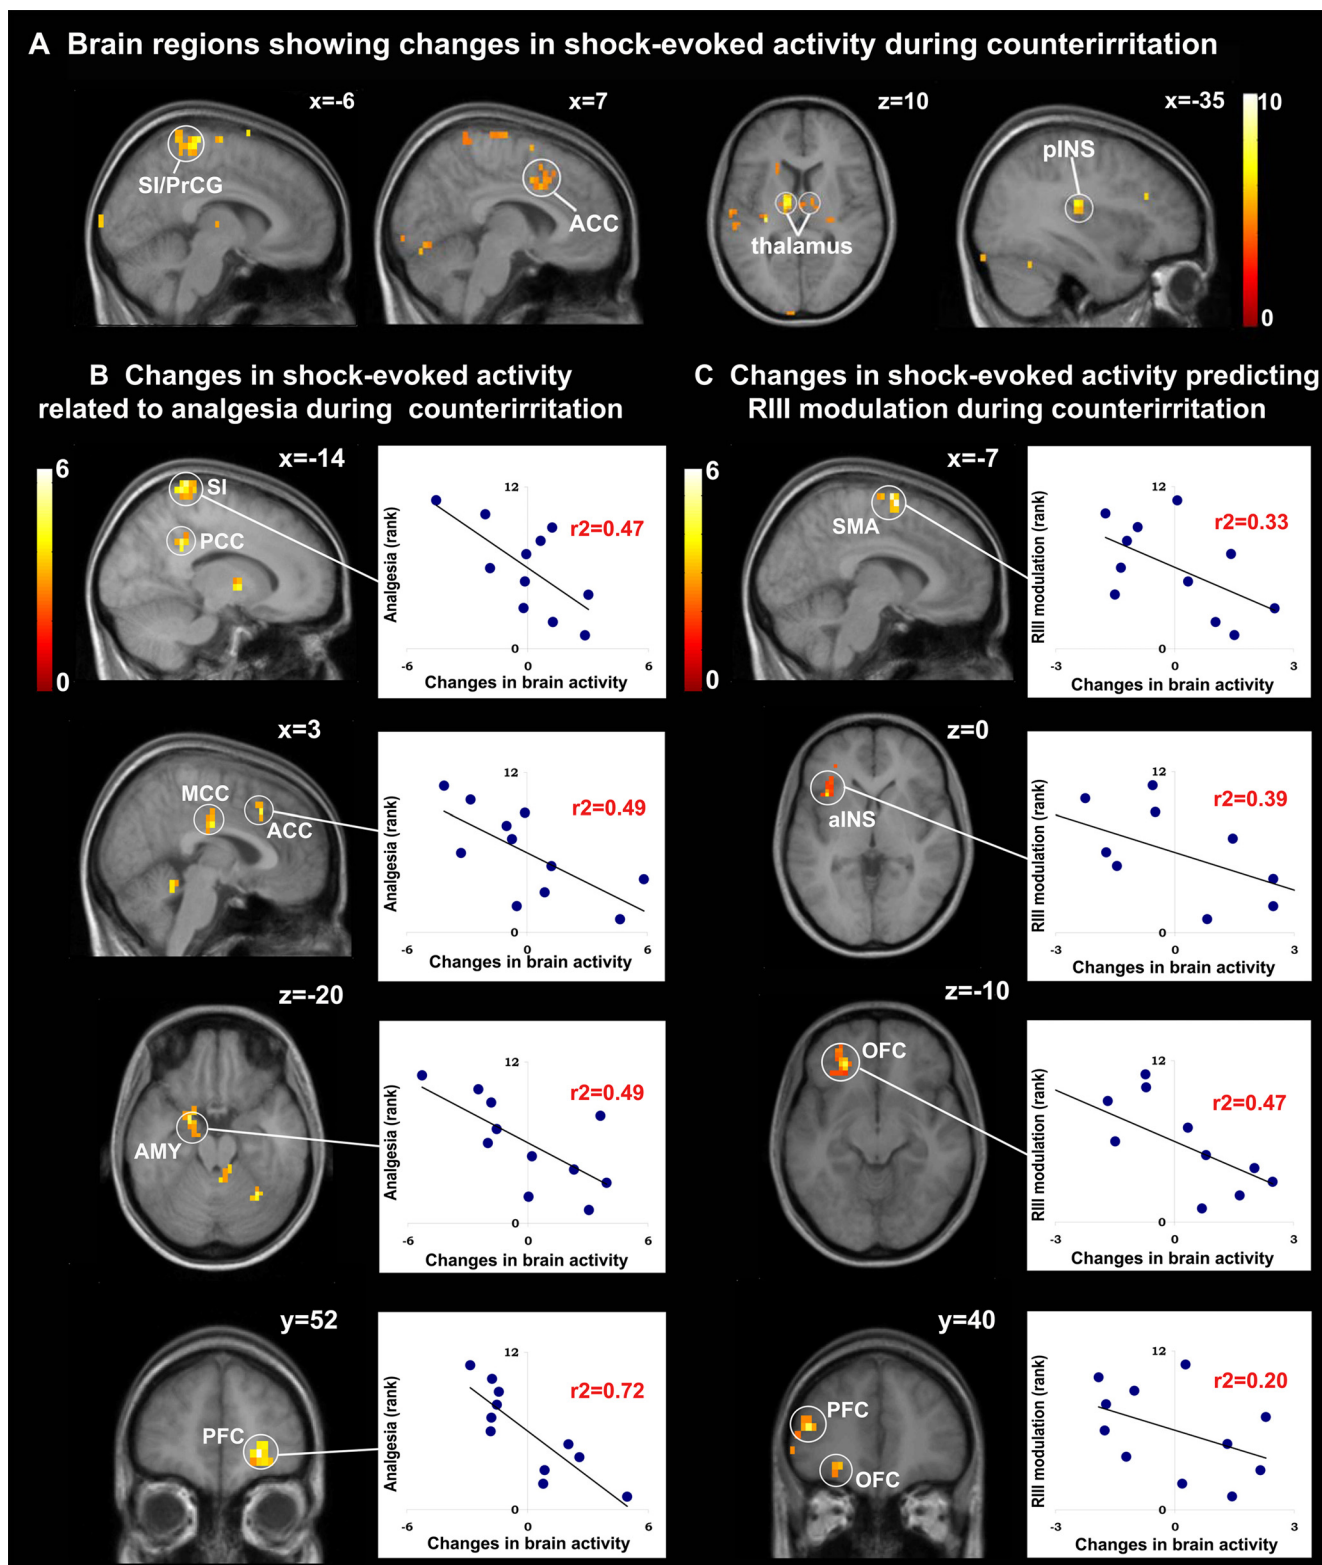 A Brain regions showing changes in shock-evoked activity during counterirritation
x=-6
x=7
z=10
x=-35
10
0
SI/PrCG
ACC
thalamus
pINS
B Changes in shock-evoked activity
related to analgesia during counterirritation
x=-14
6
0
SI
PCC
Analgesia (rank)
12
r2=0.47
0
-6
0
6
Changes in brain activity
x=3
MCC
ACC
Analgesia (rank)
12
r2=0.49
0
-6
0
6
Changes in brain activity
z=-20
AMY
Analgesia (rank)
12
r2=0.49
0
-6
0
6
Changes in brain activity
y=52
PFC
Analgesia (rank)
12
r2=0.72
0
-6
0
6
Changes in brain activity
C Changes in shock-evoked activity predicting
RIII modulation during counterirritation
x=-7
6
0
SMA
RIII modulation (rank)
12
r2=0.33
0
-3
0
3
Changes in brain activity
z=0
aINS
RIII modulation (rank)
12
r2=0.39
0
-3
0
3
Changes in brain activity
z=-10
OFC
RIII modulation (rank)
12
r2=0.47
0
-3
0
3
Changes in brain activity
y=40
PFC
OFC
RIII modulation (rank)
12
r2=0.20
0
-3
0
3
Changes in brain activity